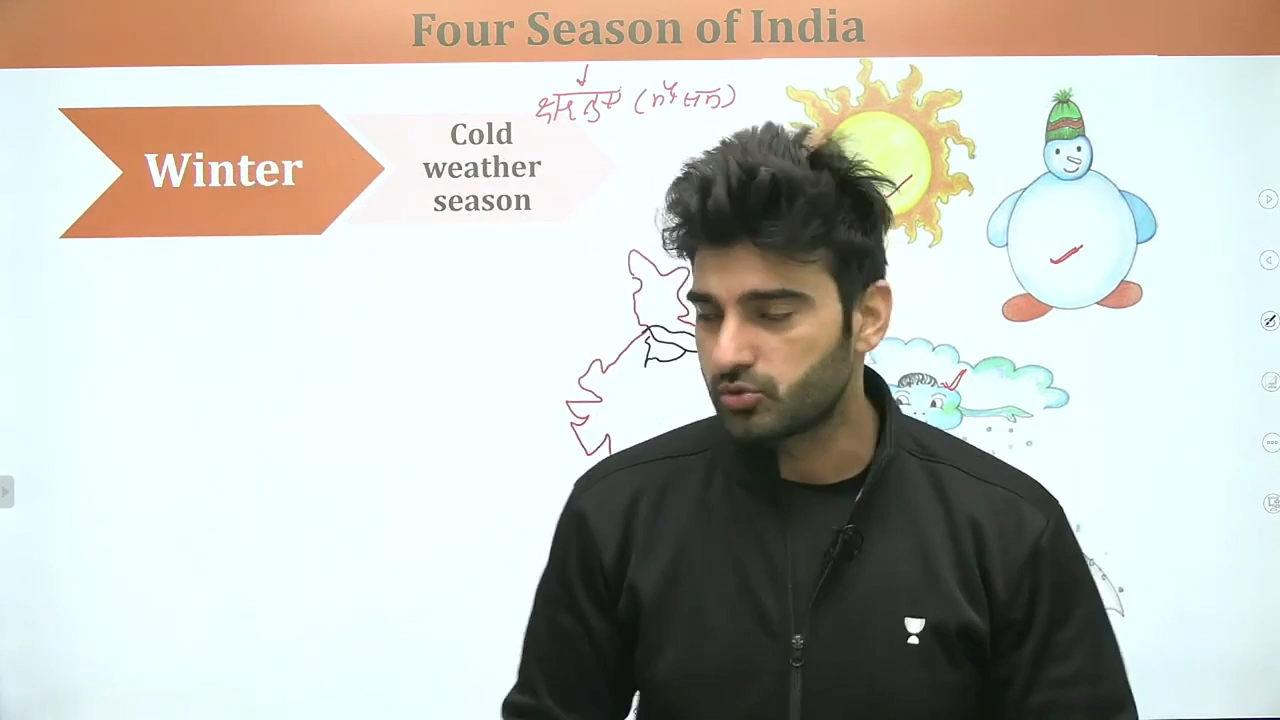 Four Season of India
Winter
Cold
weather
season